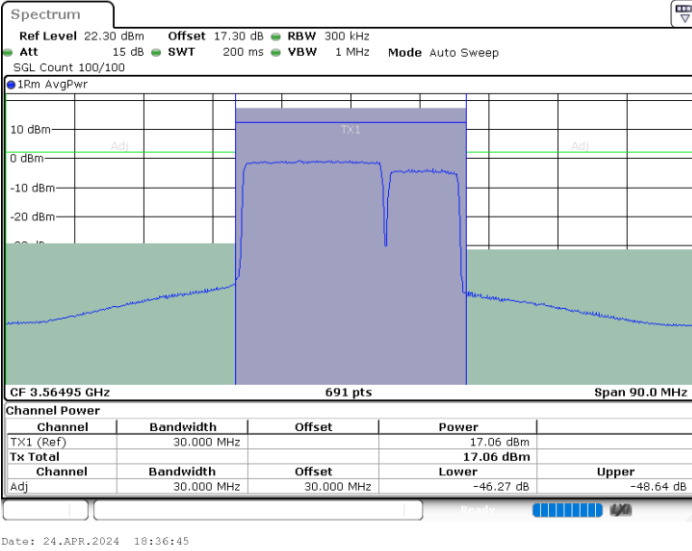 Spectrum
Ref Level 22.30 dBm Offset 17.30 dB RBW 300 kHz
Att 15 dB SWT 200 ms VBW 1 MHz Mode Auto Sweep
SGL Count 100/100
1Rm AvgPwr
10 dBm
TX1
Adj Adj
0 dBm
-10 dBm
-20 dBm
CF 3.56495 GHz 691 pts Span 90.0 MHz
Channel Power
Channel Bandwidth Offset Power
TX1 (Ref) 30.000 MHz 17.06 dBm
Tx Total 17.06 dBm
Channel Bandwidth Offset Lower Upper
Adj 30.000 MHz 30.000 MHz -46.27 dB -48.64 dB
Ready
Date: 24.APR.2024 18:36:45